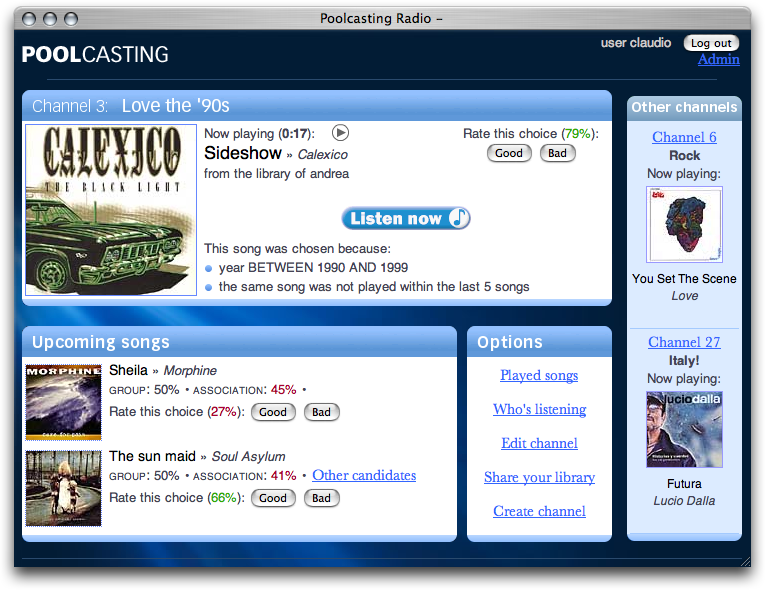 Poolcasting Radio –
POOLCASTING
user claudio Log out
Admin
Channel 3: Love the '90s
CALEXICO
THE BLACK LIGHT
Now playing (0:17):
Sideshow » Calexico
from the library of andrea
Rate this choice (79%):
Good Bad
Listen now
This song was chosen because:
year BETWEEN 1990 AND 1999
the same song was not played within the last 5 songs
Upcoming songs
MORPHINE
Sheila » Morphine
GROUP: 50% • ASSOCIATION: 45% •
Rate this choice (27%): Good Bad
The sun maid » Soul Asylum
GROUP: 50% • ASSOCIATION: 41% • Other candidates
Rate this choice (66%): Good Bad
Options
Played songs
Who's listening
Edit channel
Share your library
Create channel
Other channels
Channel 6
Rock
Now playing:
You Set The Scene
Love
Channel 27
Italy!
Now playing:
luciodalla
Futura
Lucio Dalla